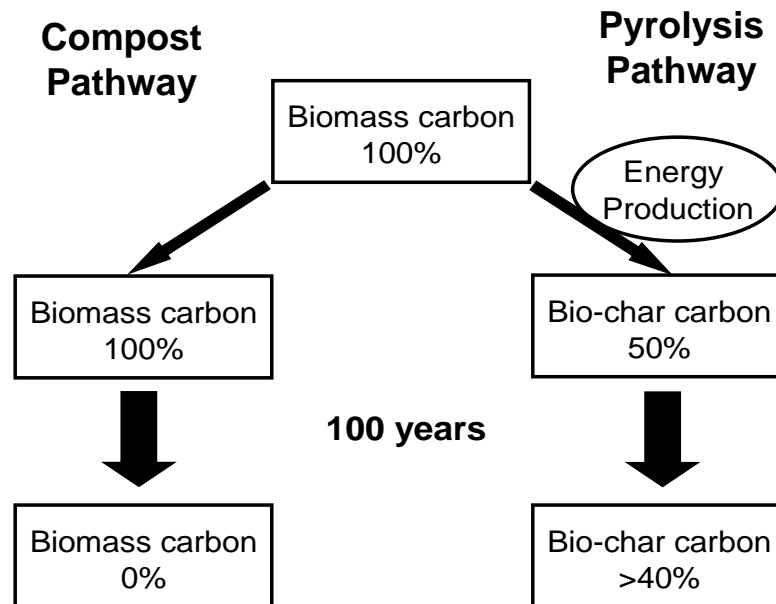 Compost
Pathway
Pyrolysis
Pathway
Biomass carbon
100%
Energy
Production
Biomass carbon
100%
Bio-char carbon
50%
100 years
Biomass carbon
0%
Bio-char carbon
>40%